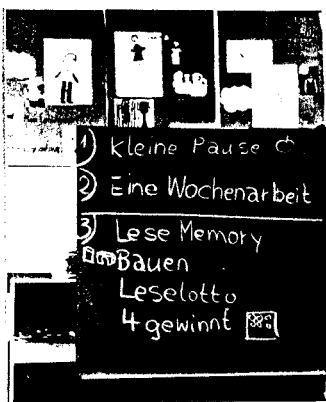 1) Kleine Pause
2) Eine Wochenarbeit
3) Lese Memory
Bauen
Leselotto
4 gewinnt